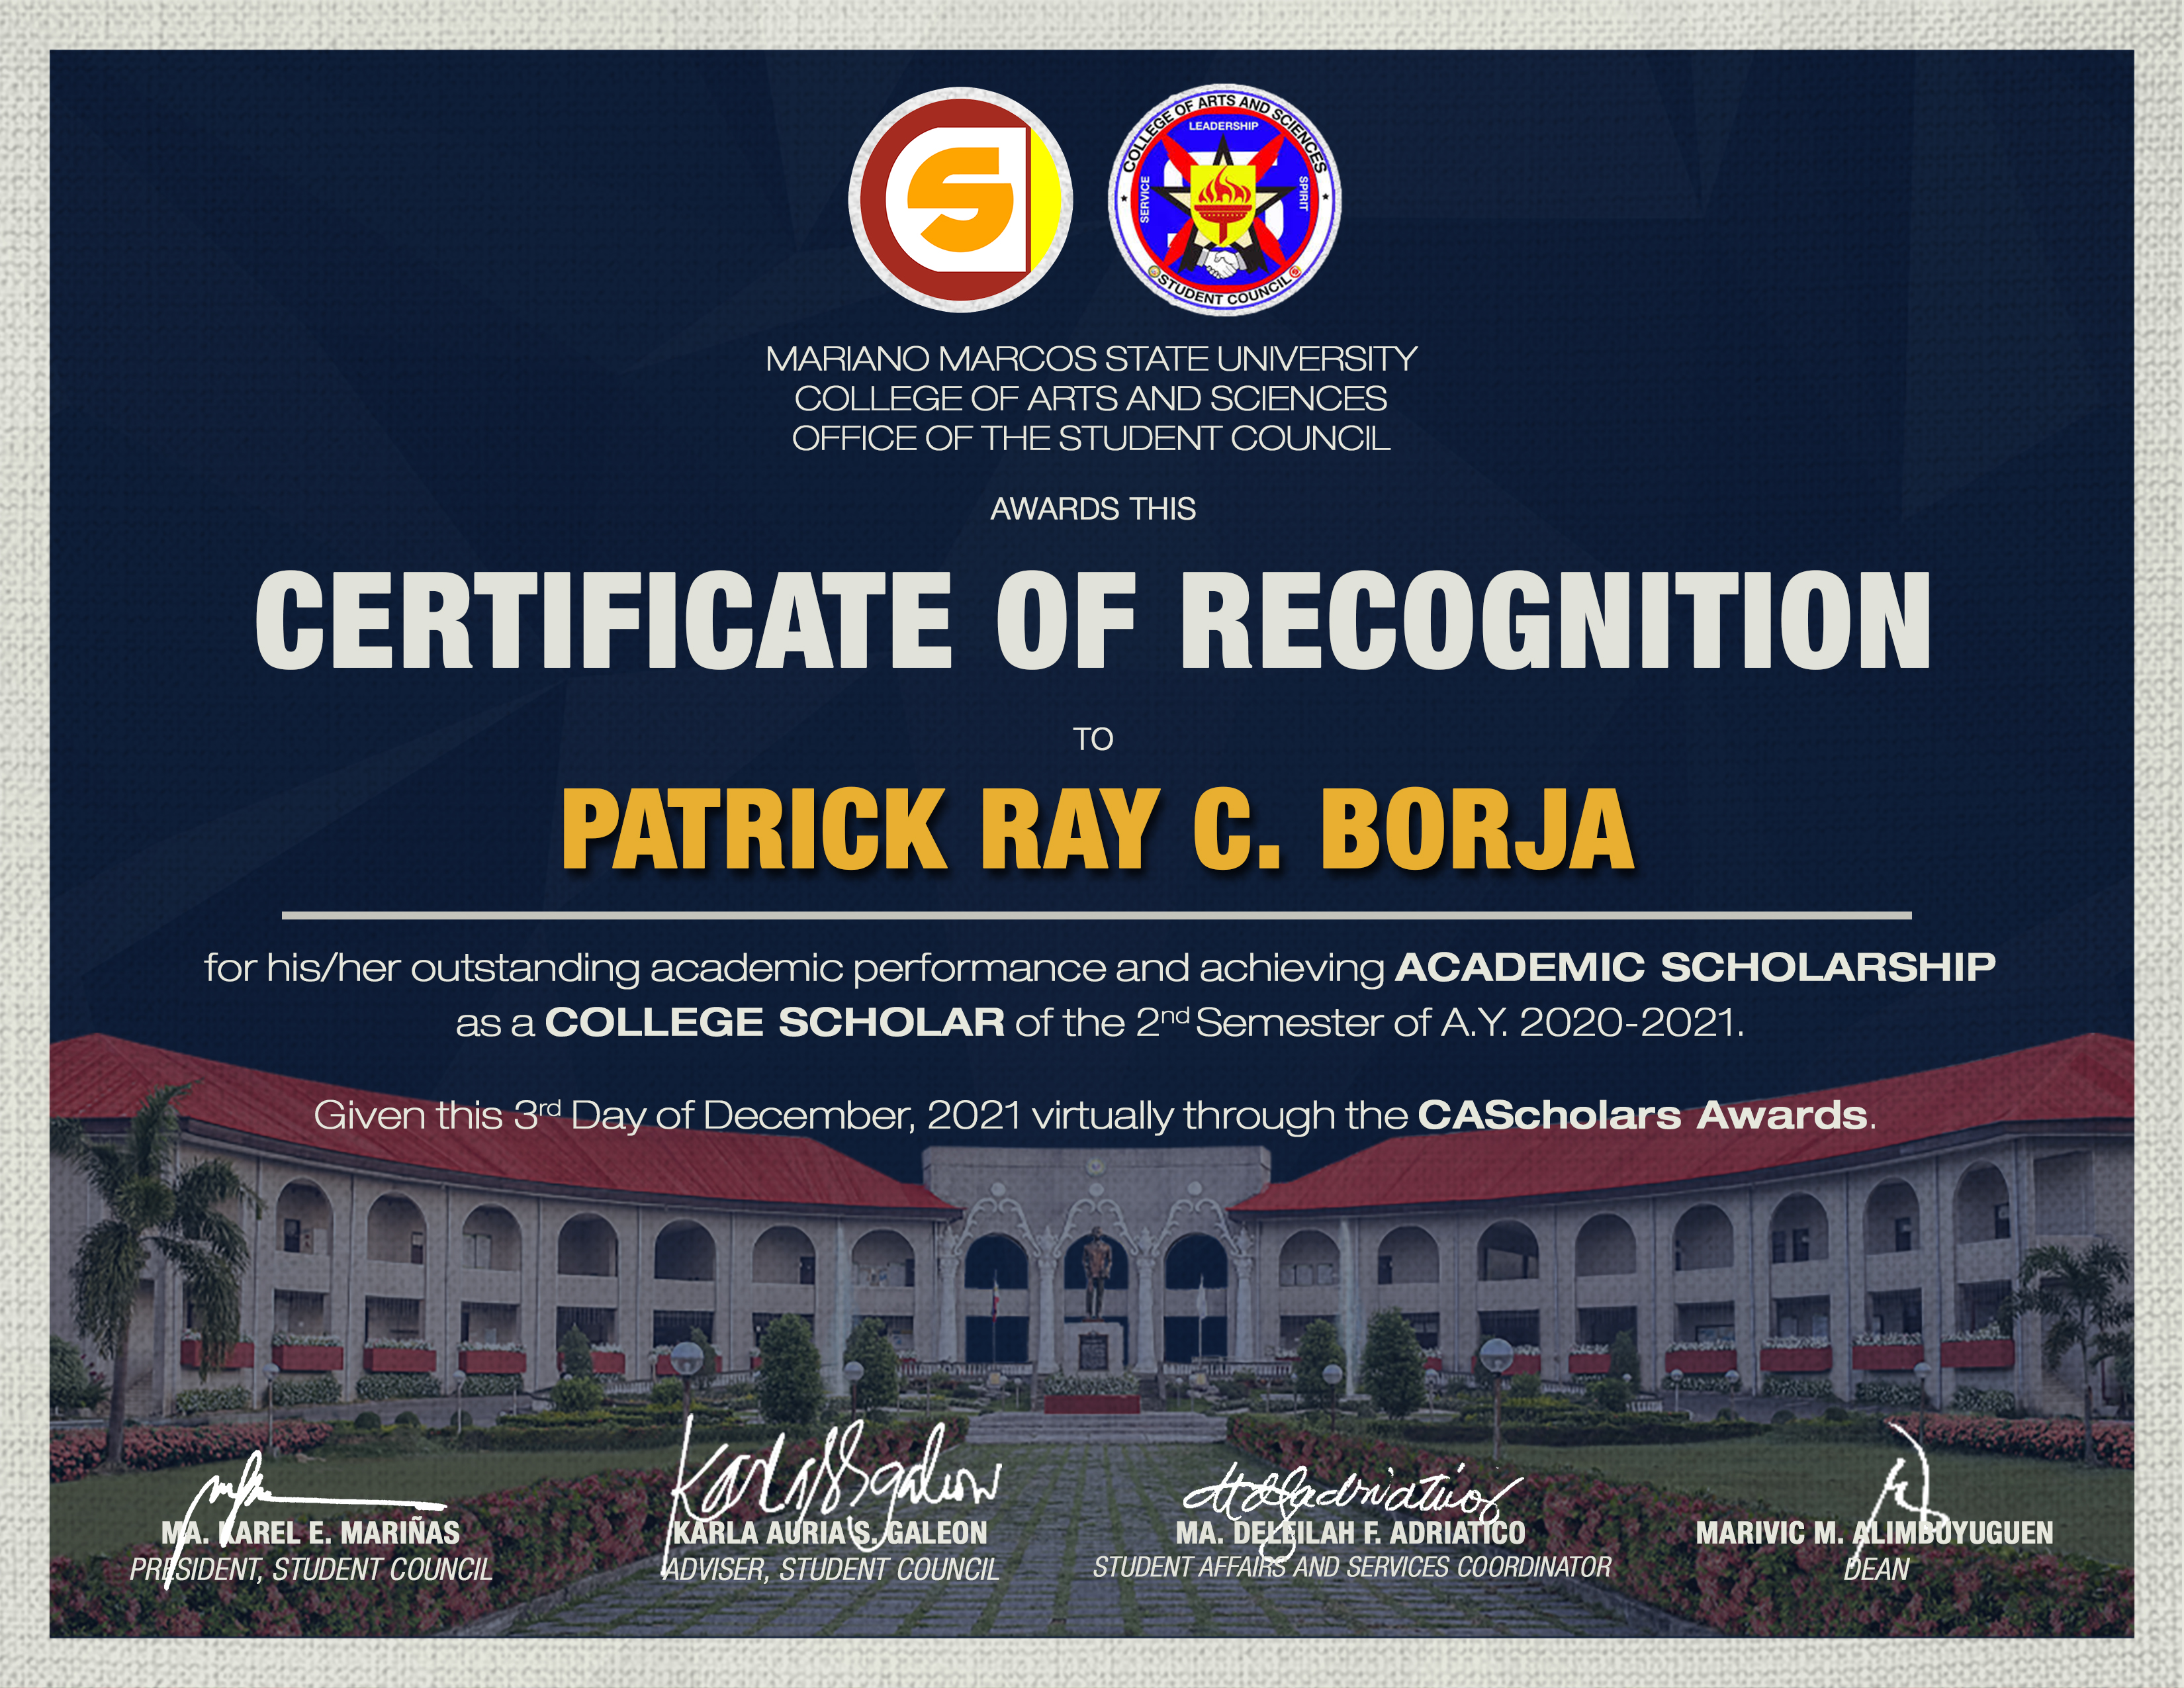 COLLEGE OF ARTS AND SCIENCES
LEADERSHIP
SERVICE
SPIRIT
STUDENT COUNCIL
MARIANO MARCOS STATE UNIVERSITY
COLLEGE OF ARTS AND SCIENCES
OFFICE OF THE STUDENT COUNCIL
AWARDS THIS
CERTIFICATE OF RECOGNITION
TO
PATRICK RAY C. BORJA
for his/her outstanding academic performance and achieving ACADEMIC SCHOLARSHIP
as a COLLEGE SCHOLAR of the 2nd Semester of A.Y. 2020-2021.
Given this 3rd Day of December, 2021 virtually through the CAScholars Awards.
MA. KAREL E. MARIÑAS
PRESIDENT, STUDENT COUNCIL
KARLA AURIA S. GALEON
ADVISER, STUDENT COUNCIL
MA. DELEILAH F. ADRIATICO
STUDENT AFFAIRS AND SERVICES COORDINATOR
MARIVIC M. ALIMBUYUGUEN
DEAN